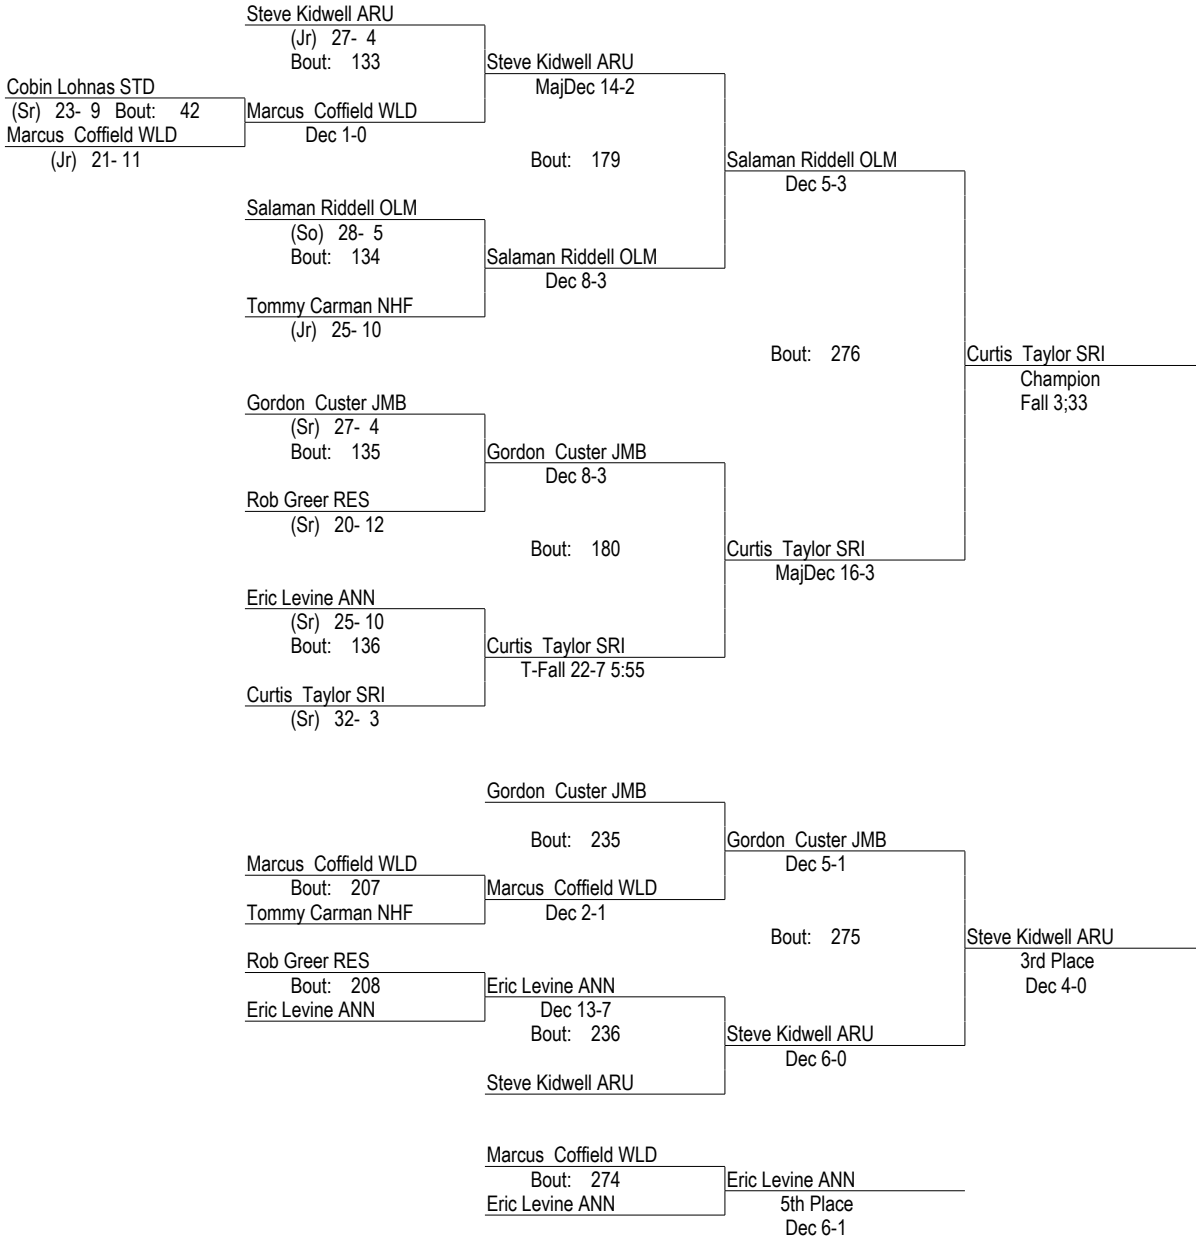 Steve Kidwell ARU
(Jr) 27- 4
Bout: 133
Steve Kidwell ARU
MajDec 14-2
Cobin Lohnas STD
(Sr) 23- 9 Bout: 42
Marcus Coffield WLD
(Jr) 21- 11
Marcus Coffield WLD
Dec 1-0
Bout: 179
Salaman Riddell OLM
Dec 5-3
Salaman Riddell OLM
(So) 28- 5
Bout: 134
Salaman Riddell OLM
Dec 8-3
Tommy Carman NHF
(Jr) 25- 10
Bout: 276
Curtis Taylor SRI
Champion
Fall 3;33
Gordon Custer JMB
(Sr) 27- 4
Bout: 135
Gordon Custer JMB
Dec 8-3
Rob Greer RES
(Sr) 20- 12
Bout: 180
Curtis Taylor SRI
MajDec 16-3
Eric Levine ANN
(Sr) 25- 10
Bout: 136
Curtis Taylor SRI
T-Fall 22-7 5:55
Curtis Taylor SRI
(Sr) 32- 3
Gordon Custer JMB
Bout: 235
Gordon Custer JMB
Dec 5-1
Marcus Coffield WLD
Bout: 207
Tommy Carman NHF
Marcus Coffield WLD
Dec 2-1
Bout: 275
Steve Kidwell ARU
3rd Place
Dec 4-0
Rob Greer RES
Bout: 208
Eric Levine ANN
Eric Levine ANN
Dec 13-7
Bout: 236
Steve Kidwell ARU
Dec 6-0
Steve Kidwell ARU
Marcus Coffield WLD
Bout: 274
Eric Levine ANN
Eric Levine ANN
5th Place
Dec 6-1